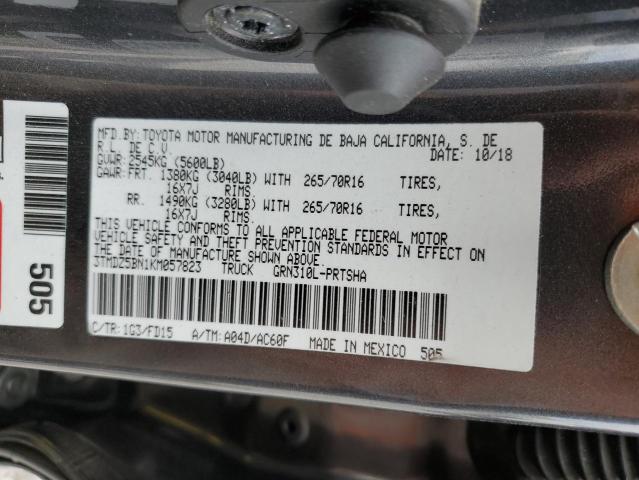 MFD.BY: TOYOTA MOTOR MANUFACTURING DE BAJA CALIFORNIA, S. DE
R.L. DE C.V. DATE: 10/18
GVWR: 2545KG (5600LB)
GAWR: FRT. 1380KG (3040LB) WITH 265/70R16 TIRES,
16X7J RIMS.
RR. 1490KG (3280LB) WITH 265/70R16 TIRES,
16X7J RIMS.
THIS VEHICLE CONFORMS TO ALL APPLICABLE FEDERAL MOTOR
VEHICLE SAFETY AND THEFT PREVENTION STANDARDS IN EFFECT ON
THE DATE OF MANUFACTURE SHOWN ABOVE.
3TMDZ5BN1KM057823 TRUCK GRN310L-PRTSHA
C/TR: 1G3/FD15 A/TM: A04D/AC60F MADE IN MEXICO 505
505